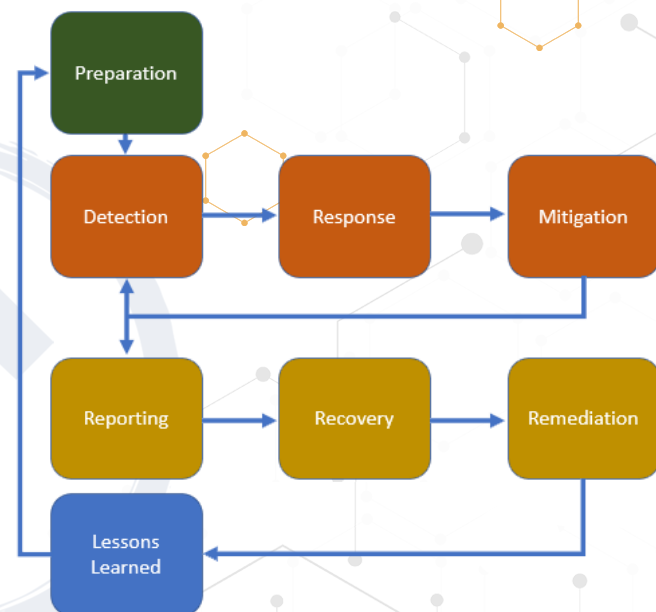 Preparation
Detection
Response
Mitigation
Reporting
Recovery
Remediation
Lessons
Learned